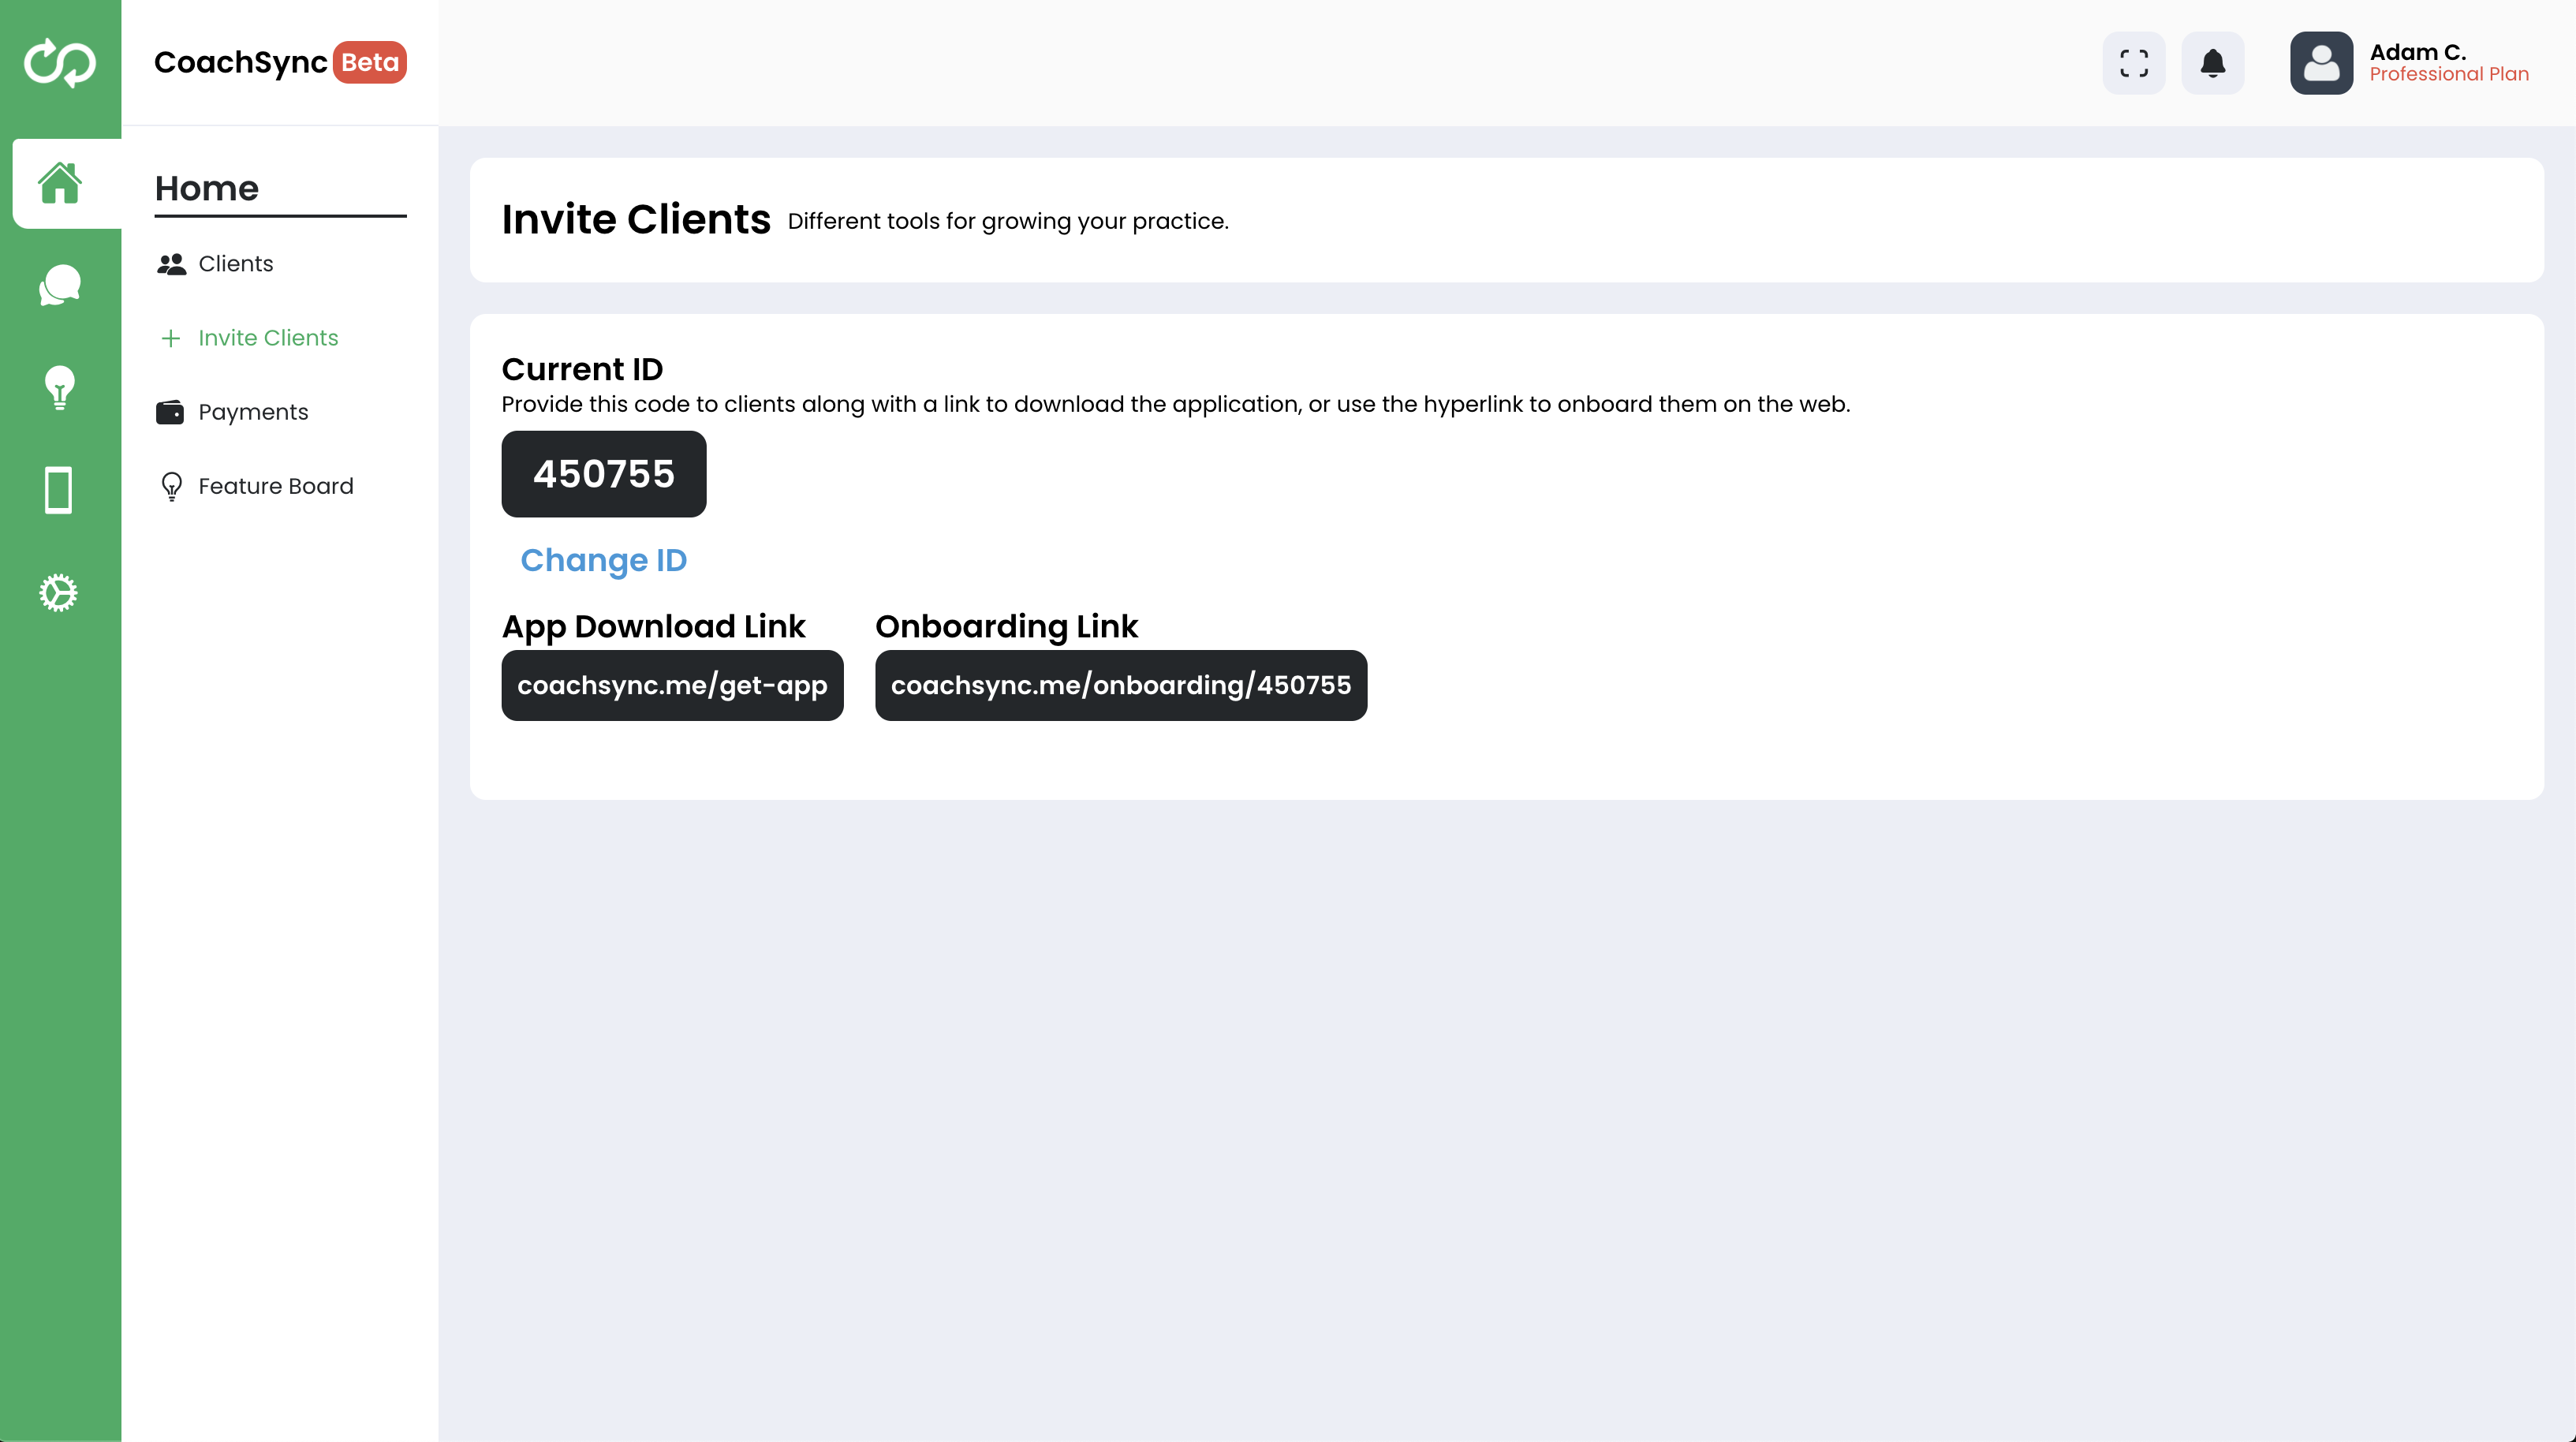 CoachSync Beta
Adam C.
Professional Plan
Home
Clients
Invite Clients
Payments
Feature Board
Invite Clients Different tools for growing your practice.
Current ID
Provide this code to clients along with a link to download the application, or use the hyperlink to onboard them on the web.
450755
Change ID
App Download Link
coachsync.me/get-app
Onboarding Link
coachsync.me/onboarding/450755